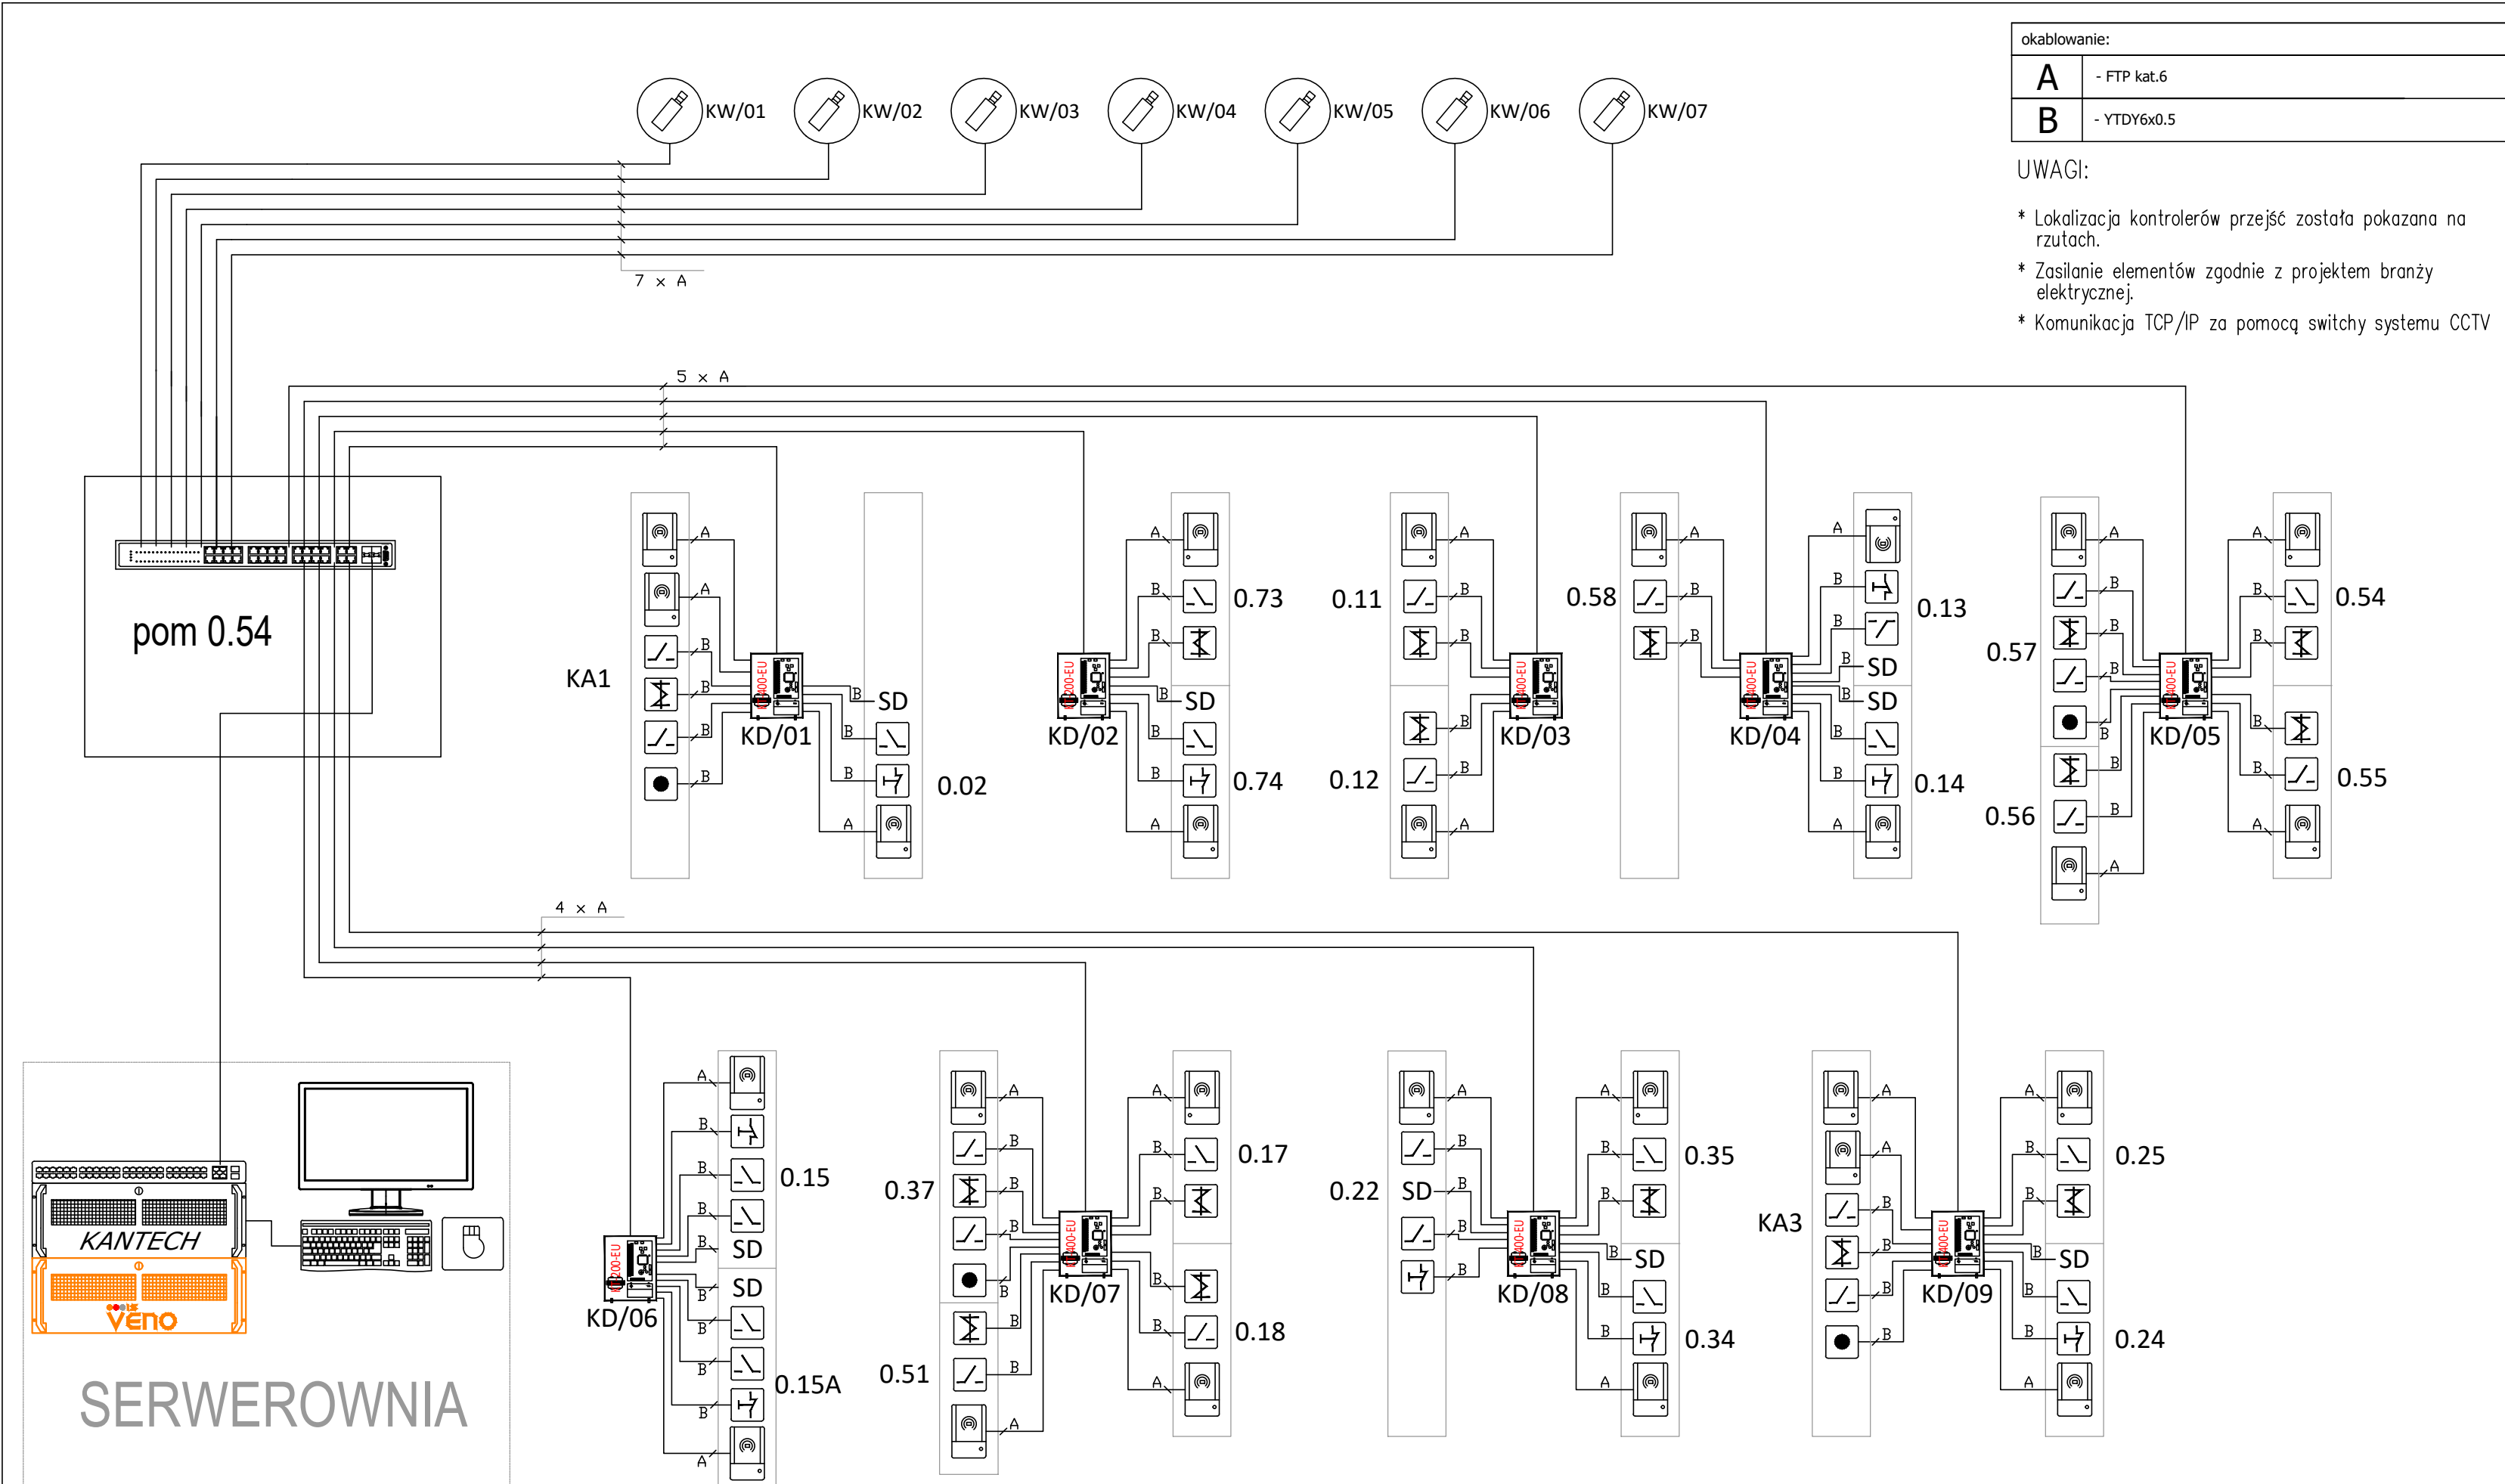 okablowanie:
A - FTP kat.6
B - YTDY6x0.5
UWAGI:
* Lokalizacja kontrolerów przejść została pokazana na
rzutach.
* Zasilanie elementów zgodnie z projektem branży
elektrycznej.
* Komunikacja TCP/IP za pomocą switchy systemu CCTV
KW/01
KW/02
KW/03
KW/04
KW/05
KW/06
KW/07
7 x A
5 x A
pom 0.54
KA1
A
A
B
B
B
B
KD/01
B
SD
B
B
A
0.02
KD/02
A
B
B
0.73
B
SD
B
B
A
0.74
0.11
A
B
B
0.12
B
B
A
KD/03
0.58
A
B
B
KD/04
A
B
B
B
SD
0.13
B
SD
B
B
A
0.14
0.57
A
B
B
B
B
0.56
B
B
A
KD/05
A
B
B
0.54
B
B
A
0.55
4 x A
KD/06
A
B
B
B
B
SD
0.15
B
SD
B
B
B
A
0.15A
0.37
A
B
B
B
B
0.51
B
B
A
KD/07
A
B
B
0.17
B
B
A
0.18
0.22
A
B
SD
B
B
B
KD/08
A
B
B
0.35
B
SD
B
B
A
0.34
KA3
A
A
B
B
B
B
KD/09
A
B
B
0.25
B
SD
B
B
A
0.24
KANTECH
VENO
SERWEROWNIA